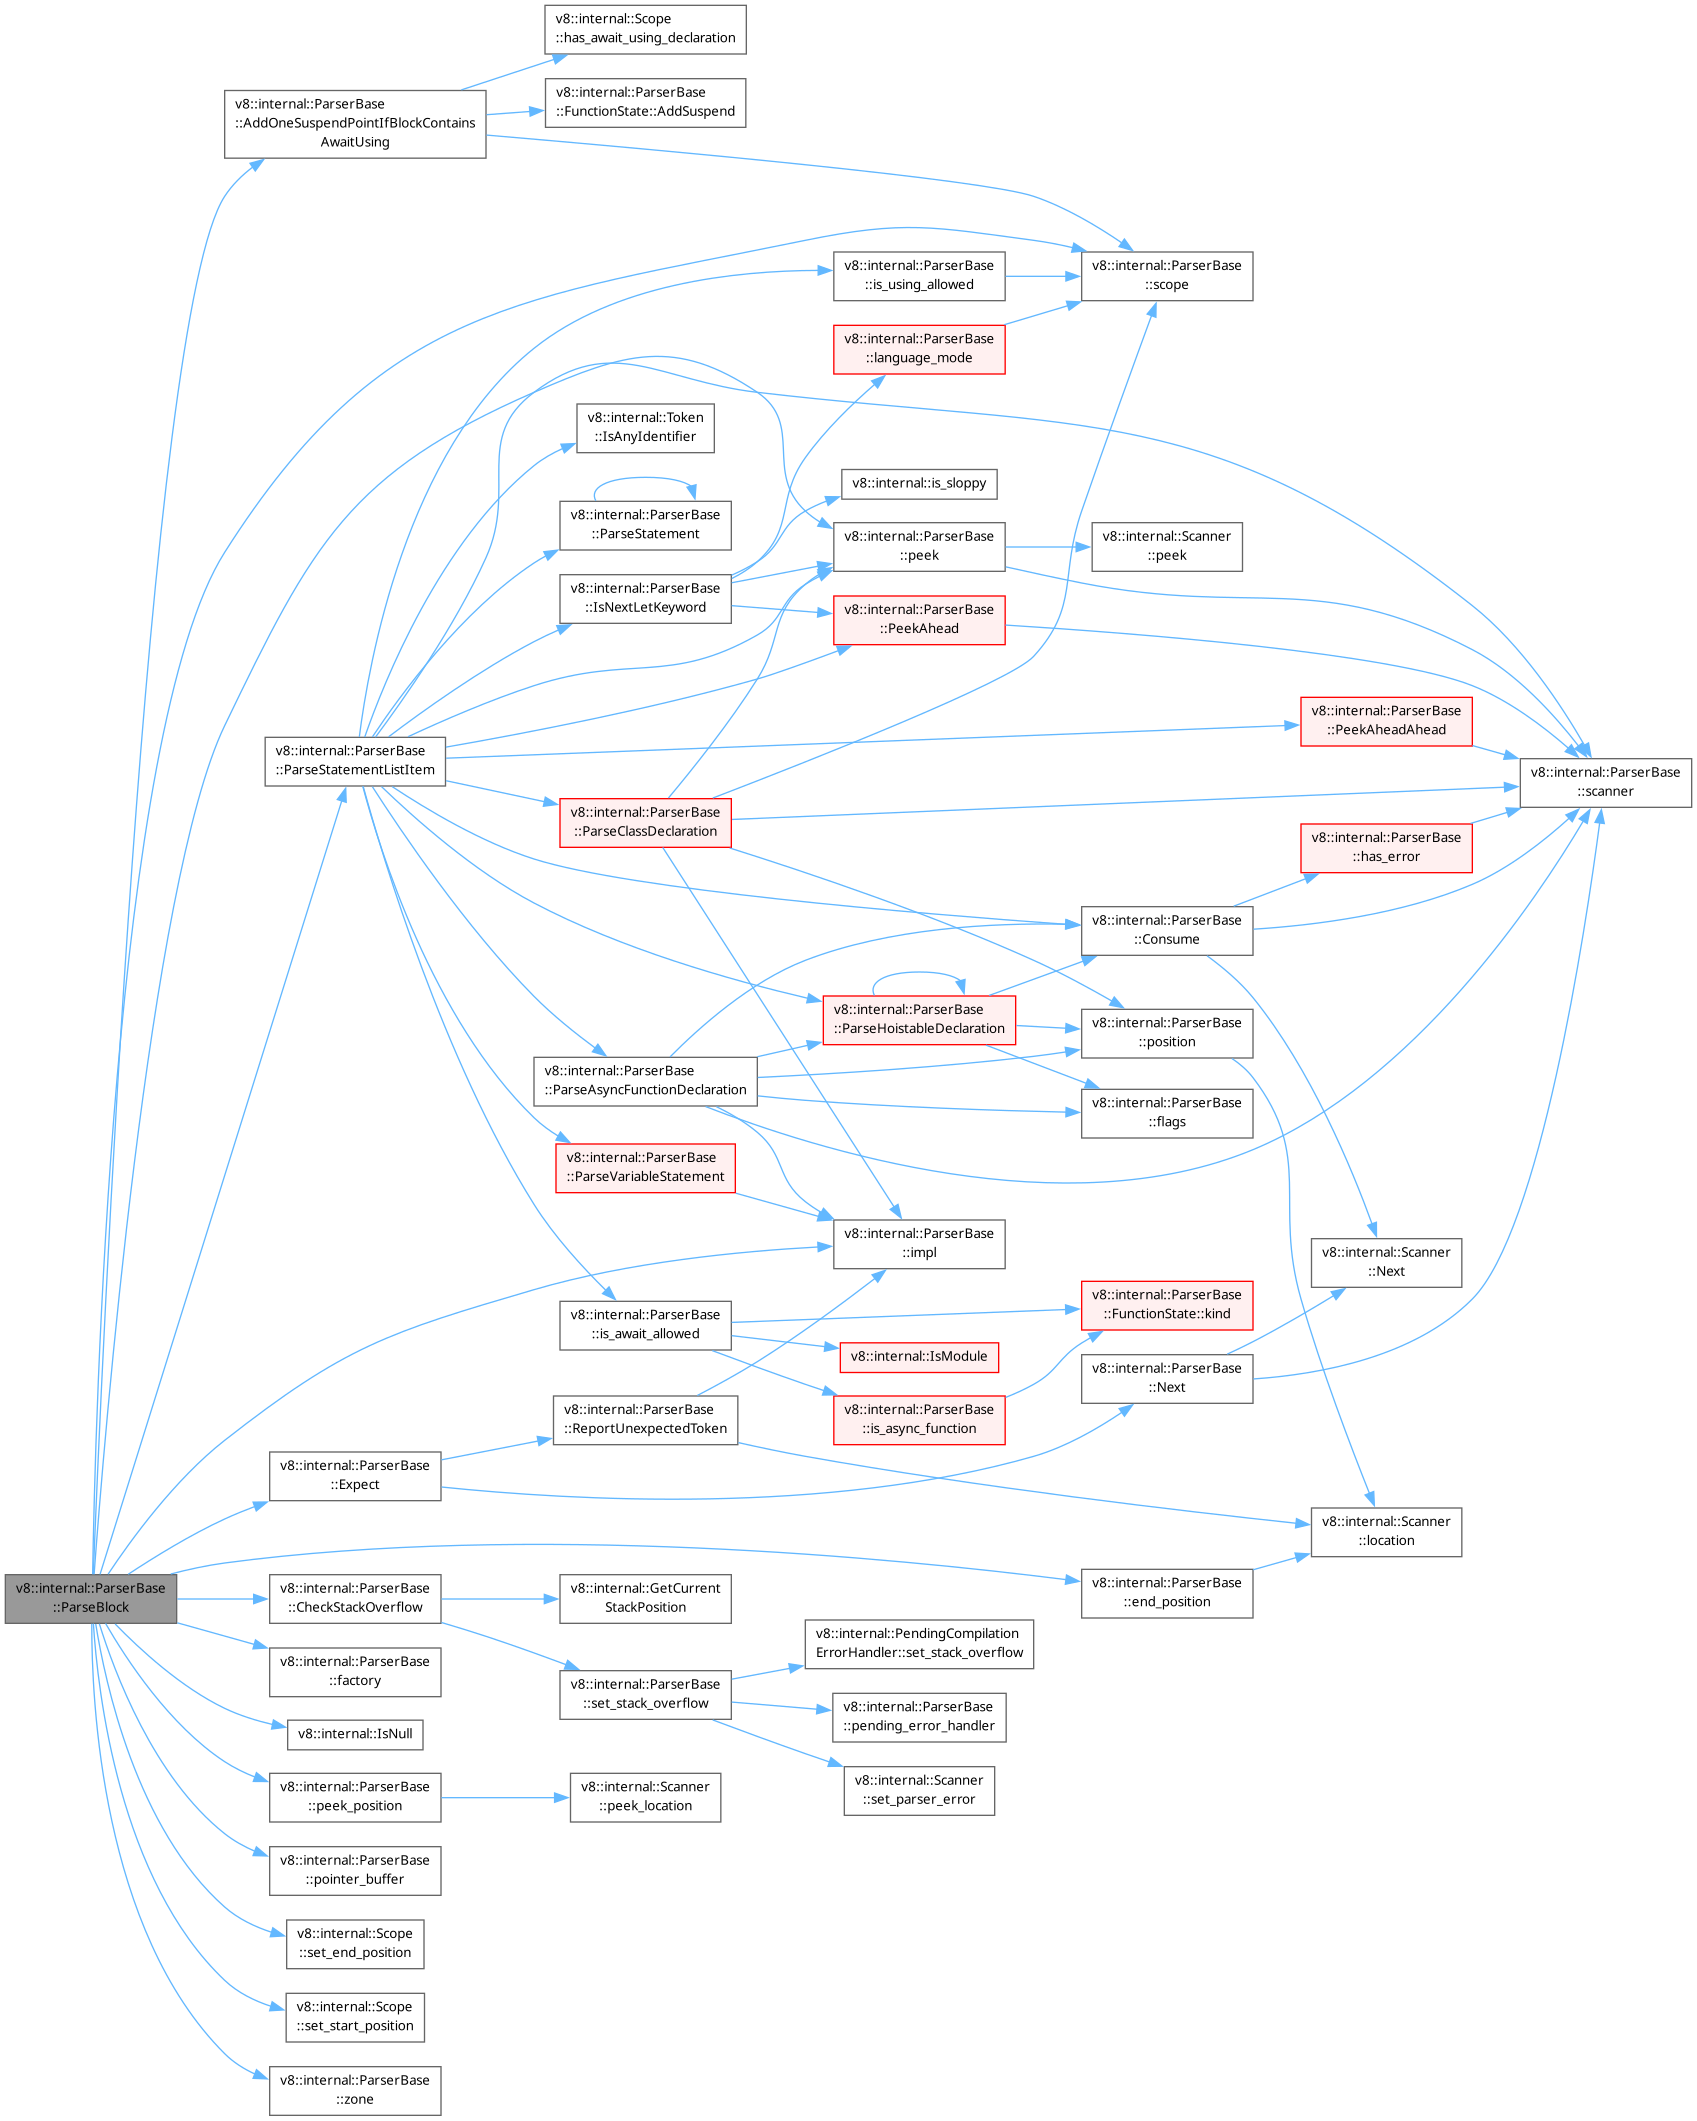 v8::internal::Scope
::has_await_using_declaration
v8::internal::ParserBase
::FunctionState::AddSuspend
v8::internal::ParserBase
::AddOneSuspendPointIfBlockContains
AwaitUsing
v8::internal::ParserBase
::is_using_allowed
v8::internal::ParserBase
::scope
v8::internal::ParserBase
::language_mode
v8::internal::Token
::IsAnyIdentifier
v8::internal::is_sloppy
v8::internal::ParserBase
::ParseStatement
v8::internal::ParserBase
::peek
v8::internal::Scanner
::peek
v8::internal::ParserBase
::IsNextLetKeyword
v8::internal::ParserBase
::PeekAhead
v8::internal::ParserBase
::PeekAheadAhead
v8::internal::ParserBase
::ParseStatementListItem
v8::internal::ParserBase
::scanner
v8::internal::ParserBase
::ParseClassDeclaration
v8::internal::ParserBase
::has_error
v8::internal::ParserBase
::Consume
v8::internal::ParserBase
::ParseHoistableDeclaration
v8::internal::ParserBase
::position
v8::internal::ParserBase
::ParseAsyncFunctionDeclaration
v8::internal::ParserBase
::flags
v8::internal::ParserBase
::ParseVariableStatement
v8::internal::ParserBase
::impl
v8::internal::Scanner
::Next
v8::internal::ParserBase
::is_await_allowed
v8::internal::ParserBase
::FunctionState::kind
v8::internal::IsModule
v8::internal::ParserBase
::Next
v8::internal::ParserBase
::ReportUnexpectedToken
v8::internal::ParserBase
::is_async_function
v8::internal::ParserBase
::Expect
v8::internal::Scanner
::location
v8::internal::ParserBase
::ParseBlock
v8::internal::ParserBase
::CheckStackOverflow
v8::internal::GetCurrent
StackPosition
v8::internal::ParserBase
::end_position
v8::internal::PendingCompilation
ErrorHandler::set_stack_overflow
v8::internal::ParserBase
::factory
v8::internal::ParserBase
::set_stack_overflow
v8::internal::ParserBase
::pending_error_handler
v8::internal::IsNull
v8::internal::ParserBase
::peek_position
v8::internal::Scanner
::peek_location
v8::internal::Scanner
::set_parser_error
v8::internal::ParserBase
::pointer_buffer
v8::internal::Scope
::set_end_position
v8::internal::Scope
::set_start_position
v8::internal::ParserBase
::zone